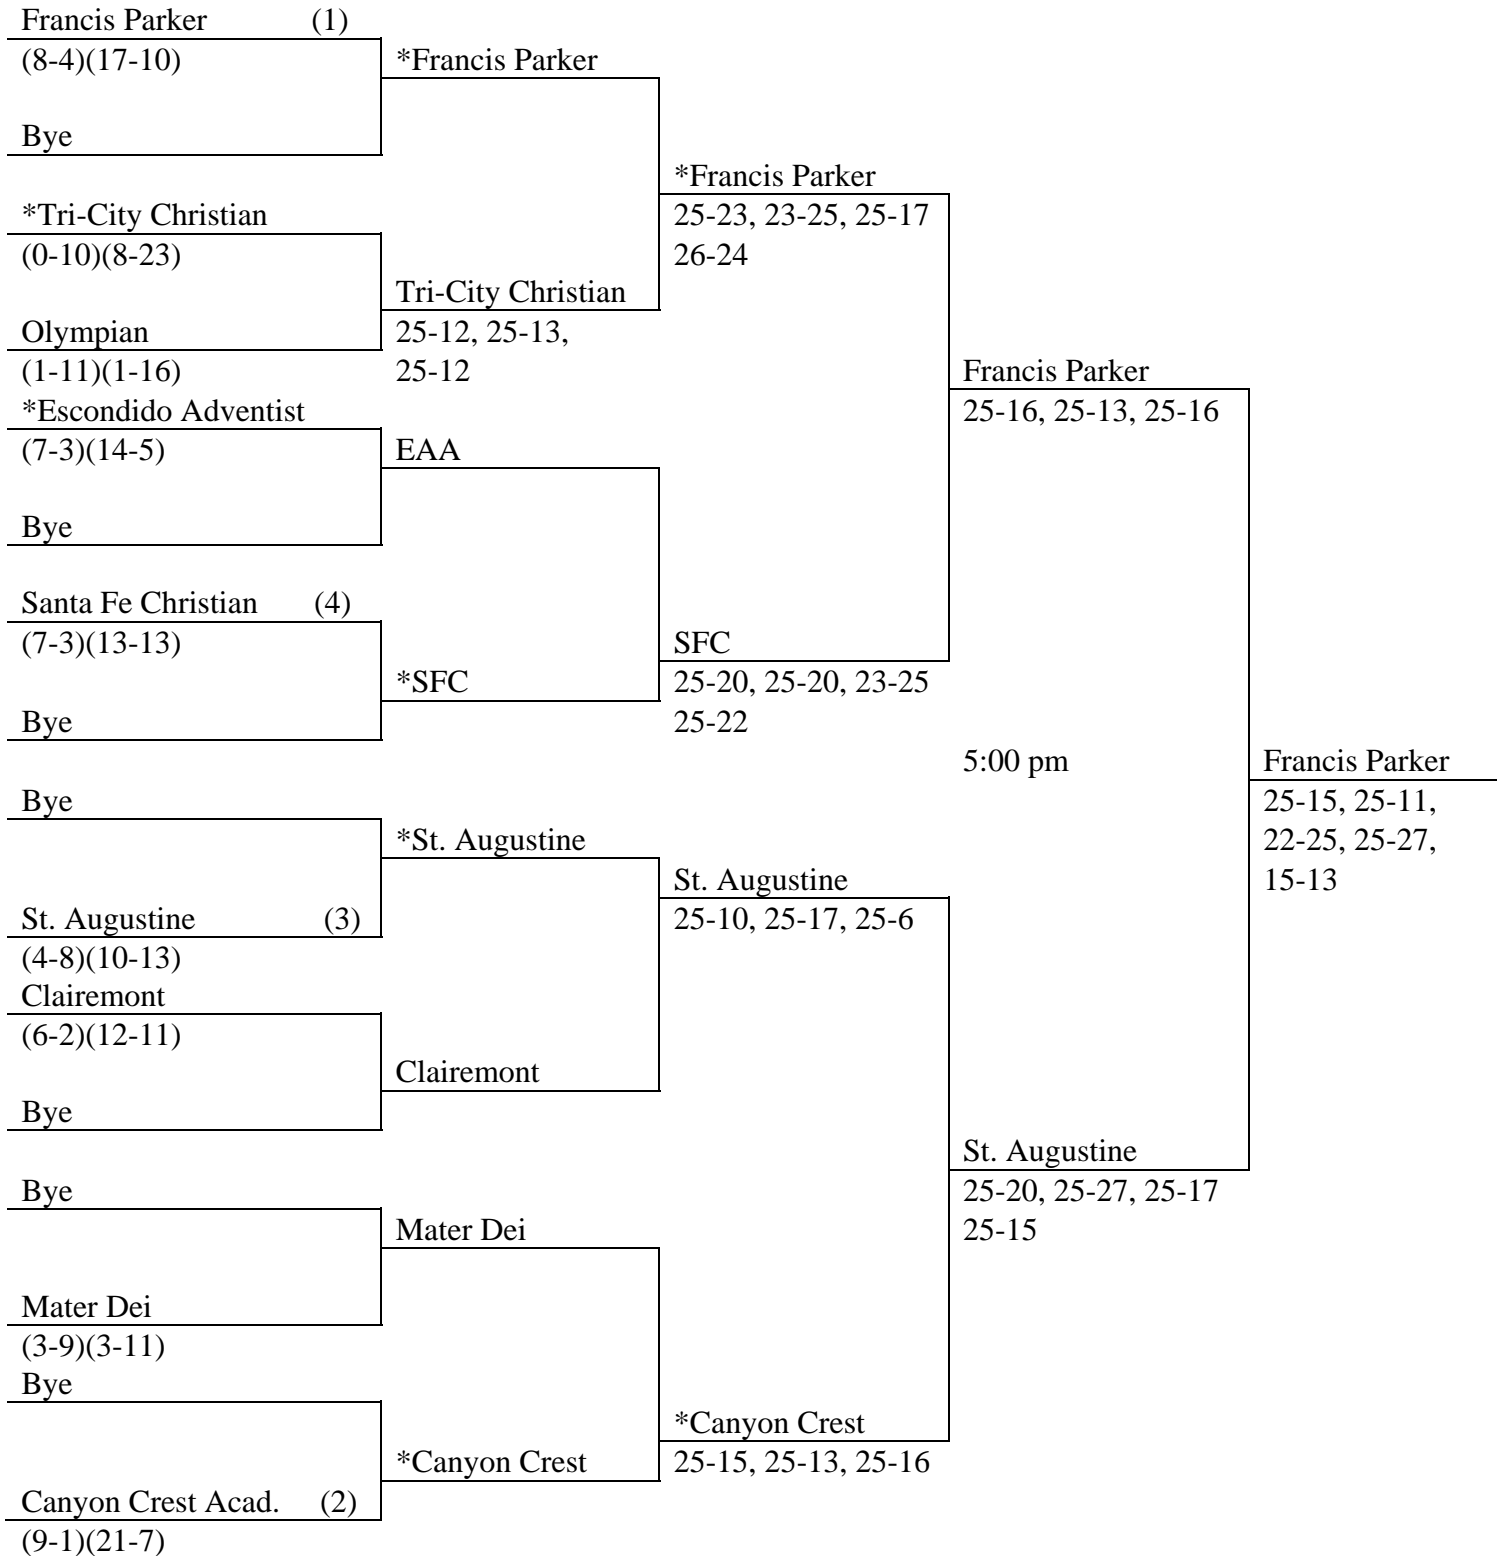 Francis Parker (1)
(8-4)(17-10)
*Francis Parker
Bye
*Francis Parker
*Tri-City Christian
25-23, 23-25, 25-17
(0-10)(8-23)
26-24
Tri-City Christian
Olympian
25-12, 25-13,
(1-11)(1-16)
25-12
Francis Parker
*Escondido Adventist
25-16, 25-13, 25-16
(7-3)(14-5)
EAA
Bye
Santa Fe Christian (4)
(7-3)(13-13)
SFC
*SFC
25-20, 25-20, 23-25
Bye
25-22
5:00 pm
Francis Parker
Bye
25-15, 25-11,
*St. Augustine
22-25, 25-27,
St. Augustine
15-13
St. Augustine (3)
25-10, 25-17, 25-6
(4-8)(10-13)
Clairemont
(6-2)(12-11)
Clairemont
Bye
St. Augustine
Bye
25-20, 25-27, 25-17
Mater Dei
25-15
Mater Dei
(3-9)(3-11)
Bye
*Canyon Crest
*Canyon Crest
25-15, 25-13, 25-16
Canyon Crest Acad. (2)
(9-1)(21-7)